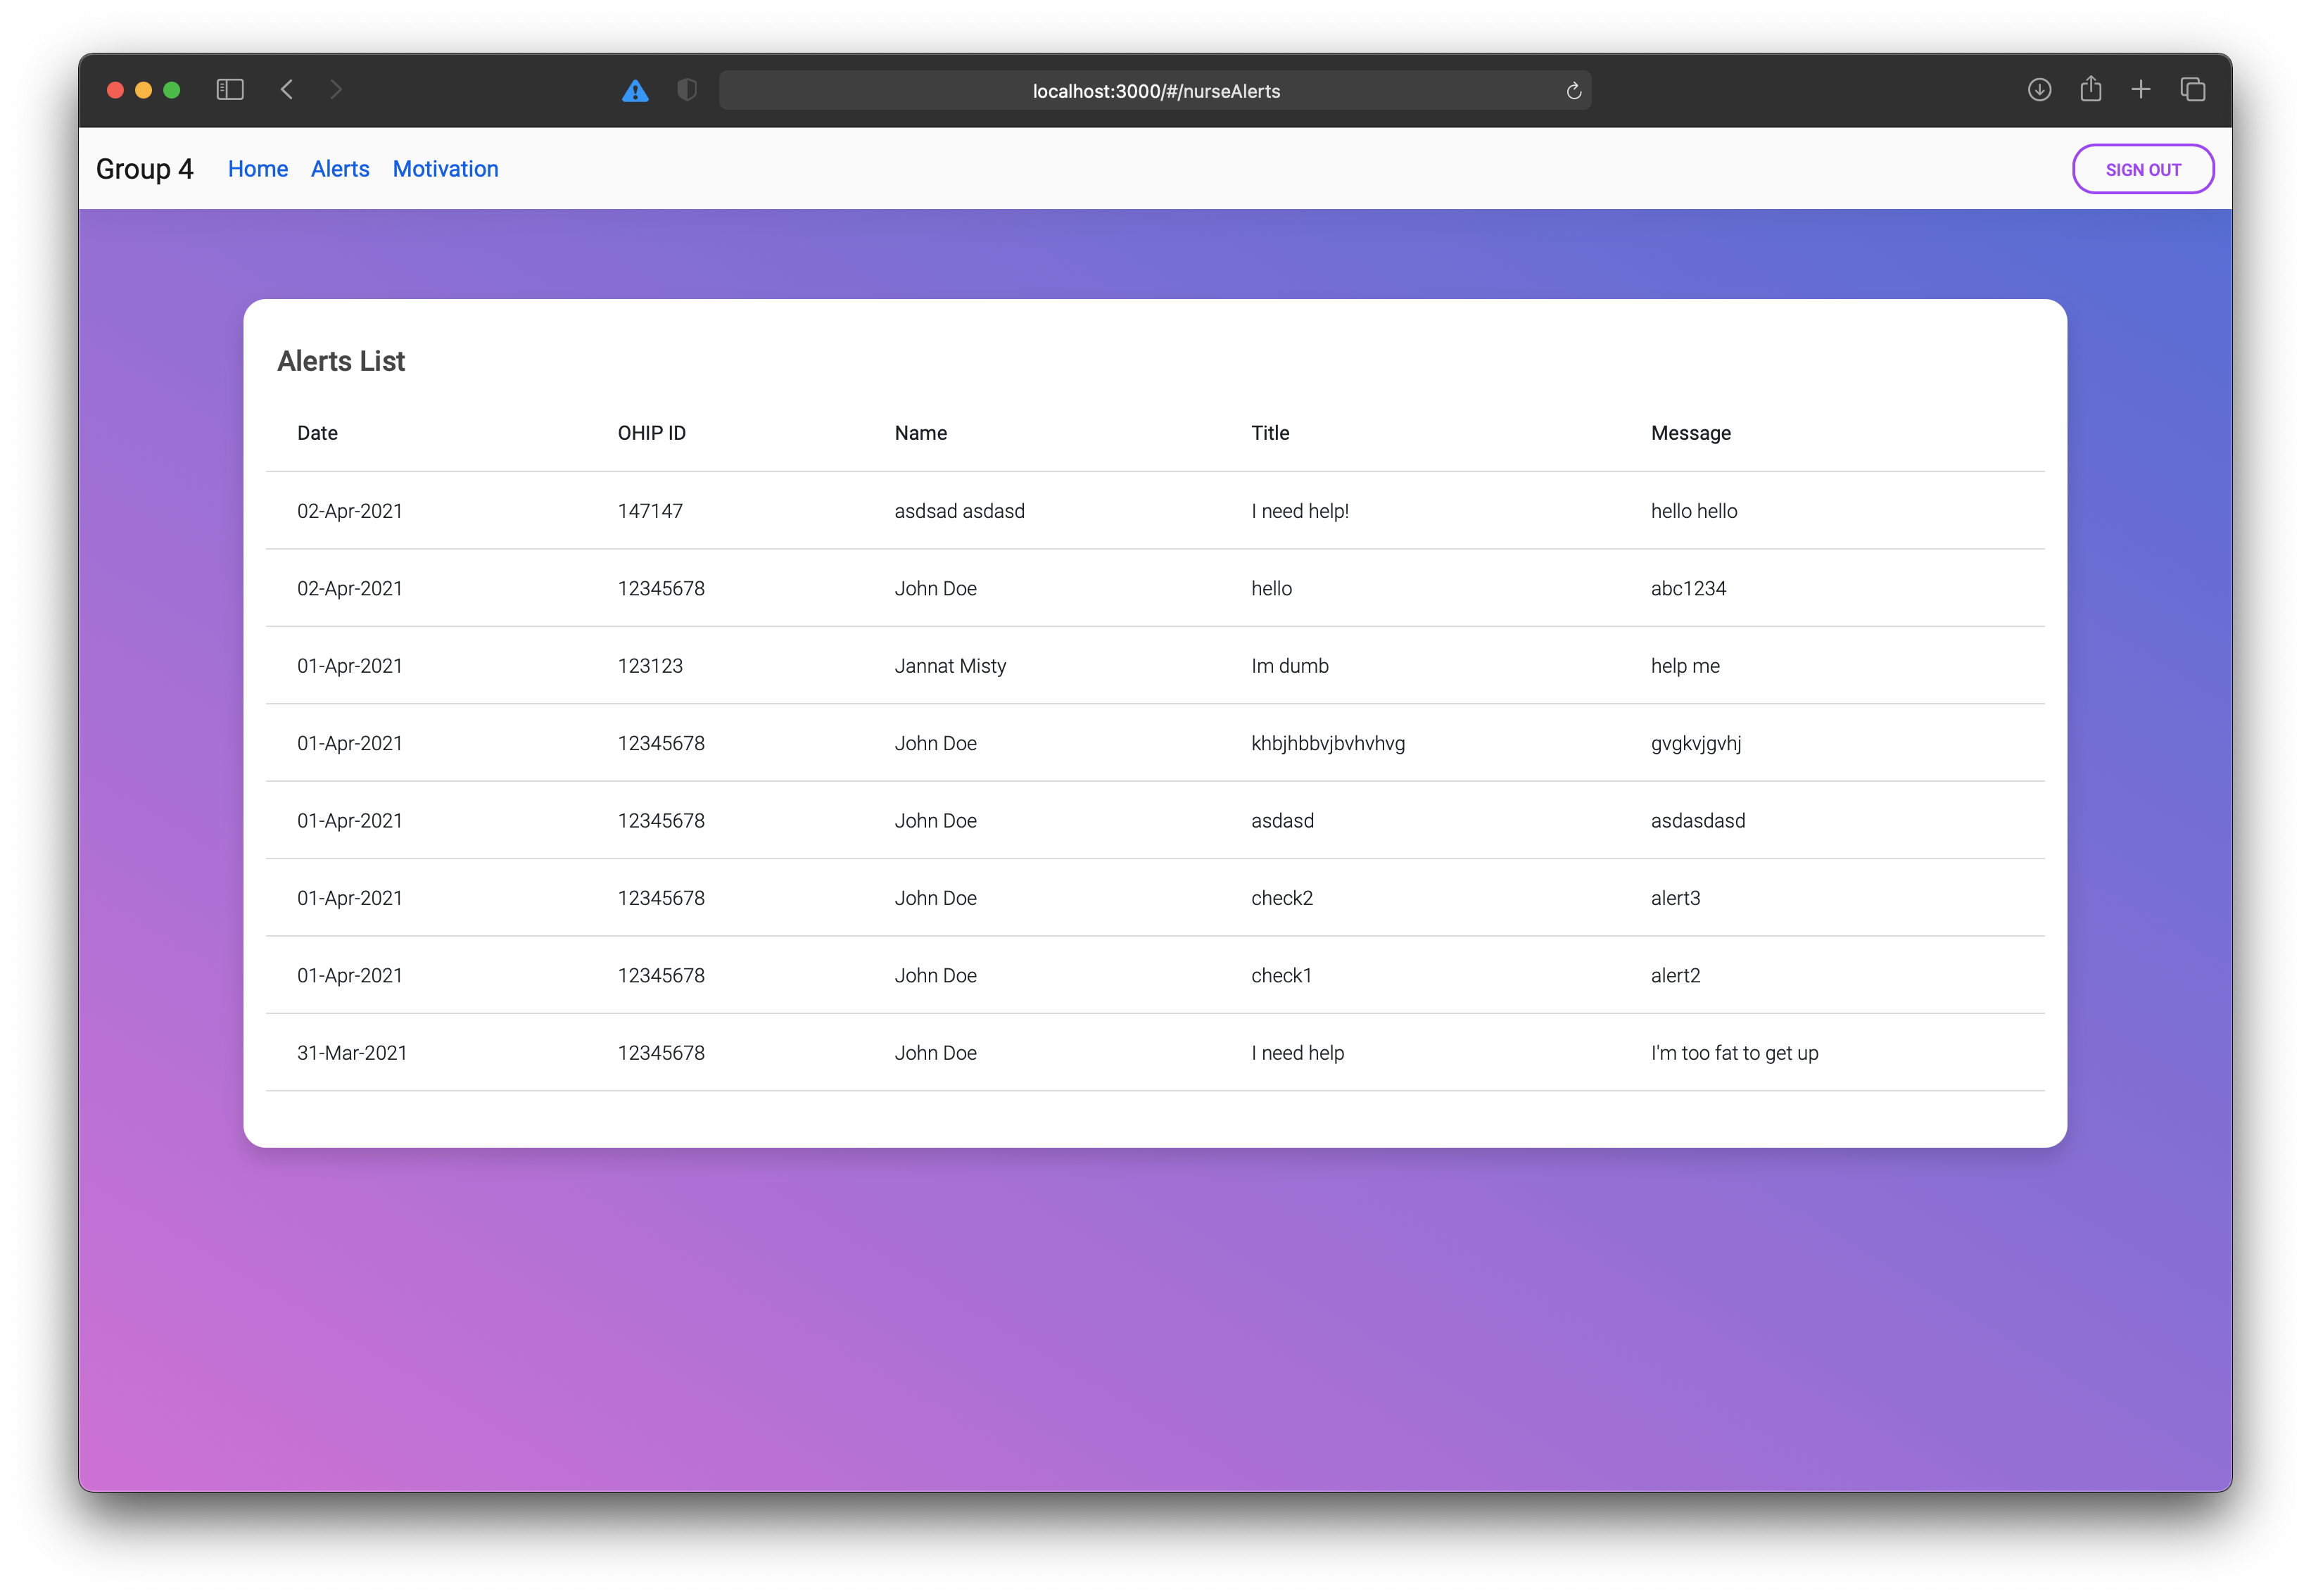 localhost:3000/#/nurseAlerts
Group 4 Home Alerts Motivation SIGN OUT
Alerts List
Date OHIP ID Name Title Message
02-Apr-2021 147147 asdsad asdasd I need help! hello hello
02-Apr-2021 12345678 John Doe hello abc1234
01-Apr-2021 123123 Jannat Misty Im dumb help me
01-Apr-2021 12345678 John Doe khbjhbbvjbvhvhvg gvgkvjgvhj
01-Apr-2021 12345678 John Doe asdasd asdasdasd
01-Apr-2021 12345678 John Doe check2 alert3
01-Apr-2021 12345678 John Doe check1 alert2
31-Mar-2021 12345678 John Doe I need help I'm too fat to get up